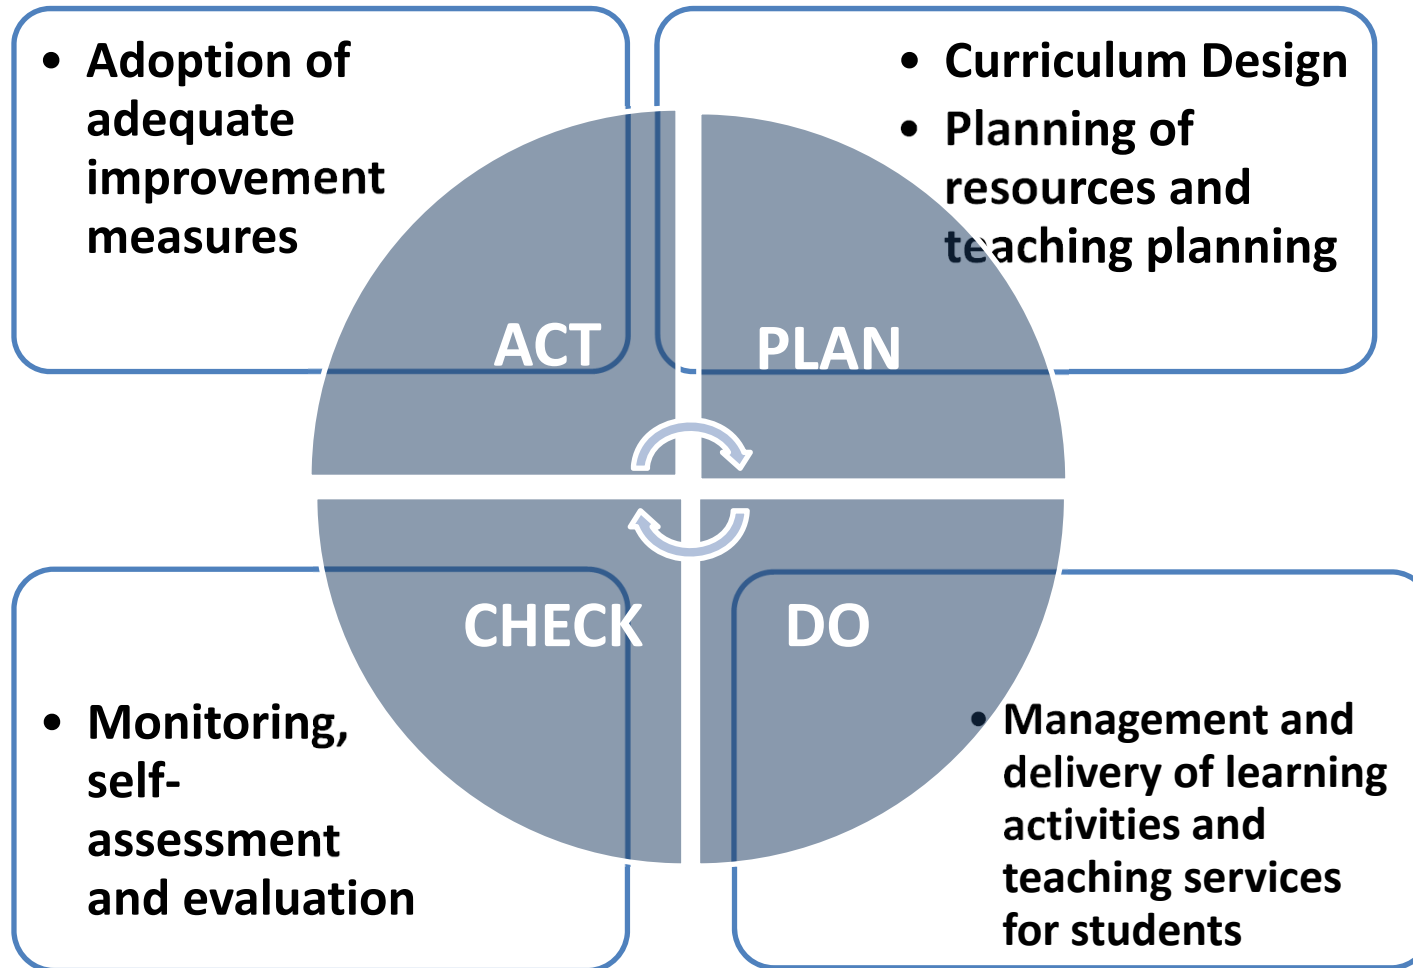 • Adoption of
adequate
improvement
measures
• Curriculum Design
• Planning of
resources and
teaching planning
ACT
PLAN
CHECK
DO
• Monitoring,
self-
assessment
and evaluation
• Management and
delivery of learning
activities and
teaching services
for students